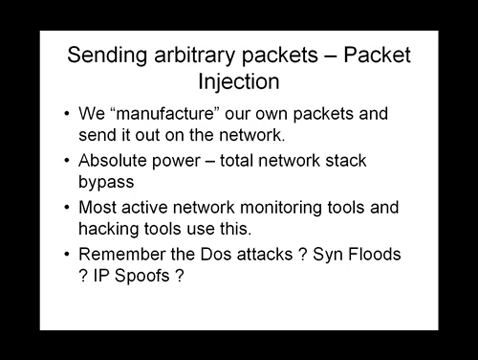 Sending arbitrary packets – Packet
Injection
• We “manufacture” our own packets and
send it out on the network.
• Absolute power – total network stack
bypass
• Most active network monitoring tools and
hacking tools use this.
• Remember the Dos attacks ? Syn Floods
? IP Spoofs ?